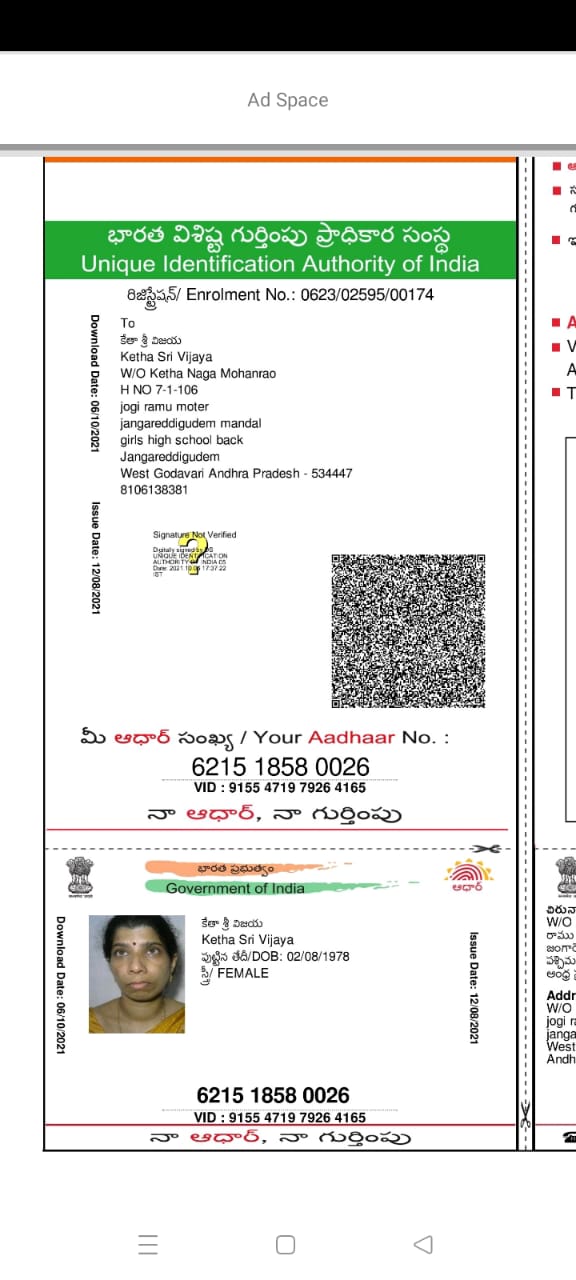 Ad Space
భారత విశిష్ట గుర్తింపు ప్రాధికార సంస్థ
Unique Identification Authority of India
రిజిస్ట్రేషన్/ Enrolment No.: 0623/02595/00174
Download Date: 06/10/2021
Issue Date: 12/08/2021
To
కేతా శ్రీ విజయ
Ketha Sri Vijaya
W/O Ketha Naga Mohanrao
H NO 7-1-106
jogi ramu moter
jangareddigudem mandal
girls high school back
Jangareddigudem
West Godavari Andhra Pradesh - 534447
8106138381
Signature Not Verified
Digitally signed by DS
UNIQUE IDENTIFICATION
AUTHORITY OF INDIA 05
Date: 2021.10.06 17:37:22
IST
మీ ఆధార్ సంఖ్య / Your Aadhaar No. :
6215 1858 0026
VID : 9155 4719 7926 4165
నా ఆధార్, నా గుర్తింపు
భారత ప్రభుత్వం
Government of India
ఆధార్
Download Date: 06/10/2021
కేతా శ్రీ విజయ
Ketha Sri Vijaya
పుట్టిన తేదీ/DOB: 02/08/1978
స్త్రీ/ FEMALE
Issue Date: 12/08/2021
6215 1858 0026
VID : 9155 4719 7926 4165
నా ఆధార్, నా గుర్తింపు
W/O
రాము
Addr
W/O
jogi ra
janga
West
Andh